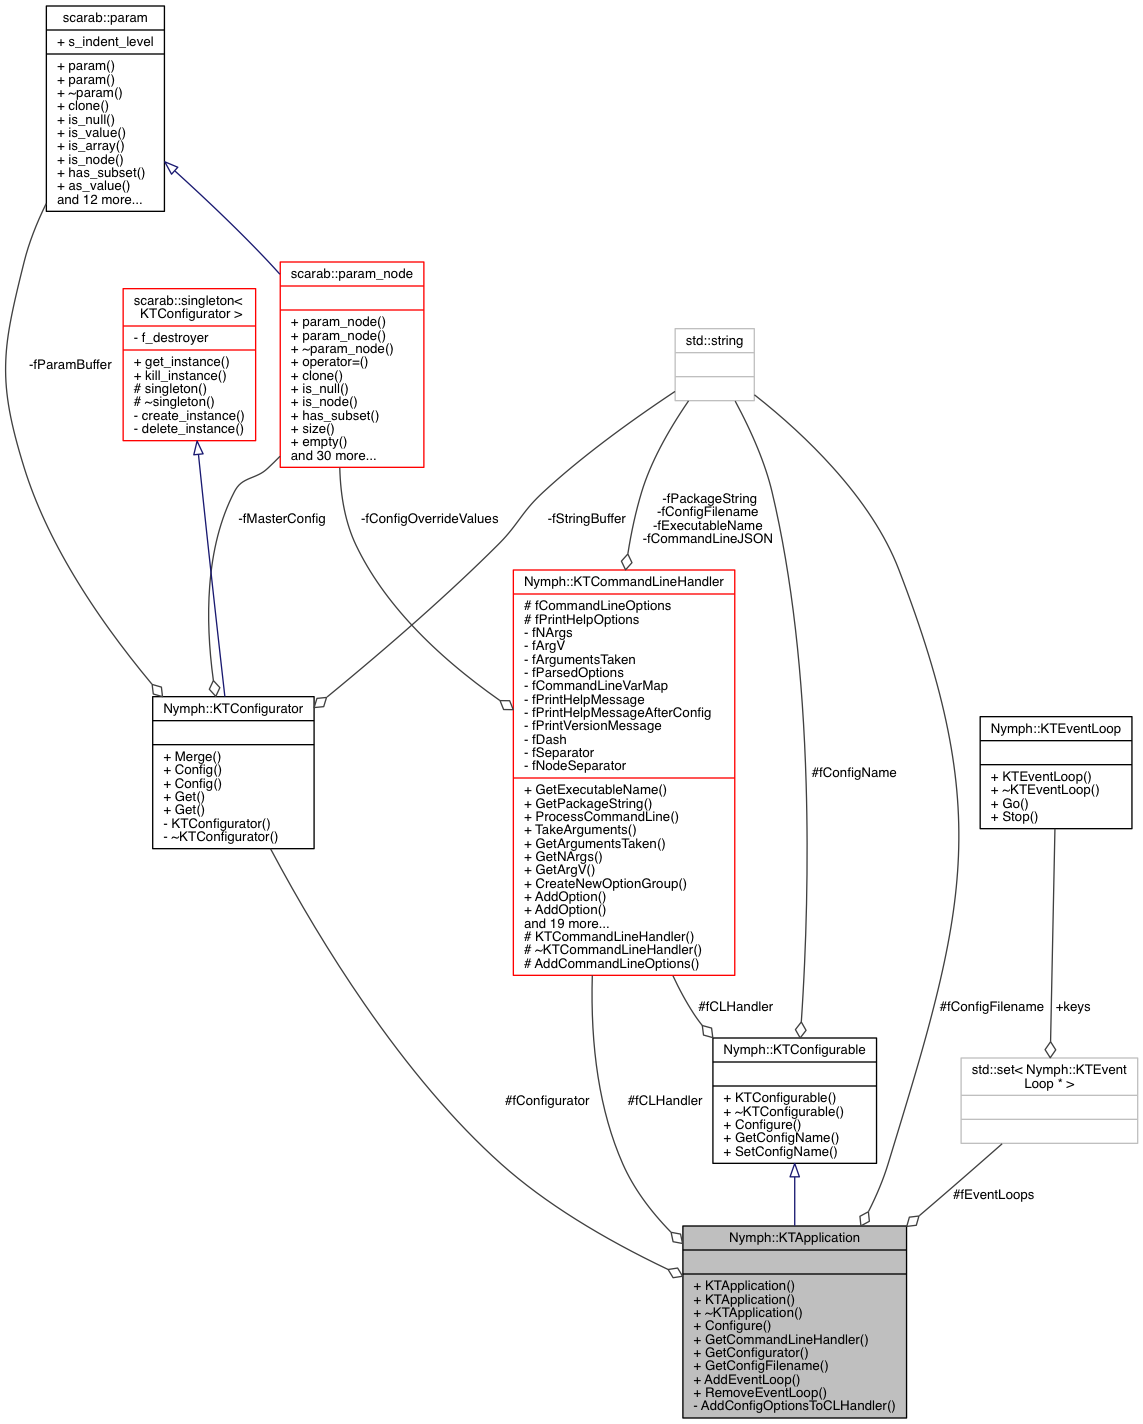 scarab::param
+ s_indent_level
+ param()
+ param()
+ ~param()
+ clone()
+ is_null()
+ is_value()
+ is_array()
+ is_node()
+ has_subset()
+ as_value()
and 12 more...
scarab::param_node
+ param_node()
+ param_node()
+ ~param_node()
+ operator=()
+ clone()
+ is_null()
+ is_node()
+ has_subset()
+ size()
+ empty()
and 30 more...
scarab::singleton<
KTConfigurator >
- f_destroyer
+ get_instance()
+ kill_instance()
# singleton()
# ~singleton()
- create_instance()
- delete_instance()
std::string
-fParamBuffer
-fMasterConfig
-fConfigOverrideValues
-fStringBuffer
-fPackageString
-fConfigFilename
-fExecutableName
-fCommandLineJSON
Nymph::KTCommandLineHandler
# fCommandLineOptions
# fPrintHelpOptions
- fNArgs
- fArgV
- fArgumentsTaken
- fParsedOptions
- fCommandLineVarMap
- fPrintHelpMessage
- fPrintHelpMessageAfterConfig
- fPrintVersionMessage
- fDash
- fSeparator
- fNodeSeparator
+ GetExecutableName()
+ GetPackageString()
+ ProcessCommandLine()
+ TakeArguments()
+ GetArgumentsTaken()
+ GetNArgs()
+ GetArgV()
+ CreateNewOptionGroup()
+ AddOption()
+ AddOption()
and 19 more...
# KTCommandLineHandler()
# ~KTCommandLineHandler()
# AddCommandLineOptions()
Nymph::KTConfigurator
+ Merge()
+ Config()
+ Config()
+ Get()
+ Get()
- KTConfigurator()
- ~KTConfigurator()
#fConfigName
Nymph::KTEventLoop
+ KTEventLoop()
+ ~KTEventLoop()
+ Go()
+ Stop()
#fCLHandler
#fConfigFilename
+keys
Nymph::KTConfigurable
+ KTConfigurable()
+ ~KTConfigurable()
+ Configure()
+ GetConfigName()
+ SetConfigName()
std::set< Nymph::KTEvent
Loop * >
#fConfigurator
#fCLHandler
#fEventLoops
Nymph::KTApplication
+ KTApplication()
+ KTApplication()
+ ~KTApplication()
+ Configure()
+ GetCommandLineHandler()
+ GetConfigurator()
+ GetConfigFilename()
+ AddEventLoop()
+ RemoveEventLoop()
- AddConfigOptionsToCLHandler()